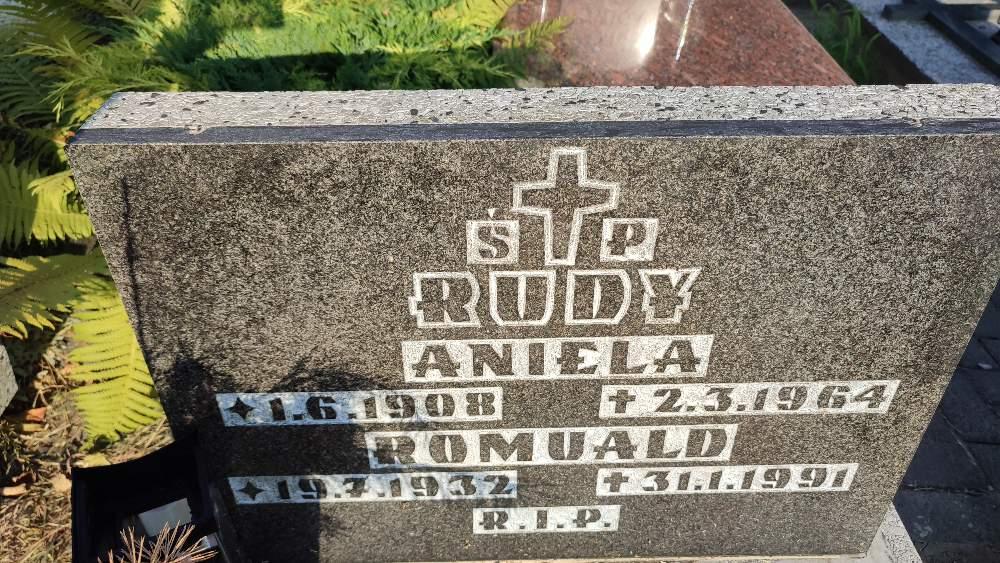 Ś P
RUDY
ANIELA
1.6.1908 2.3.1964
ROMUALD
19.7.1932 31.1.1991
R.I.P.